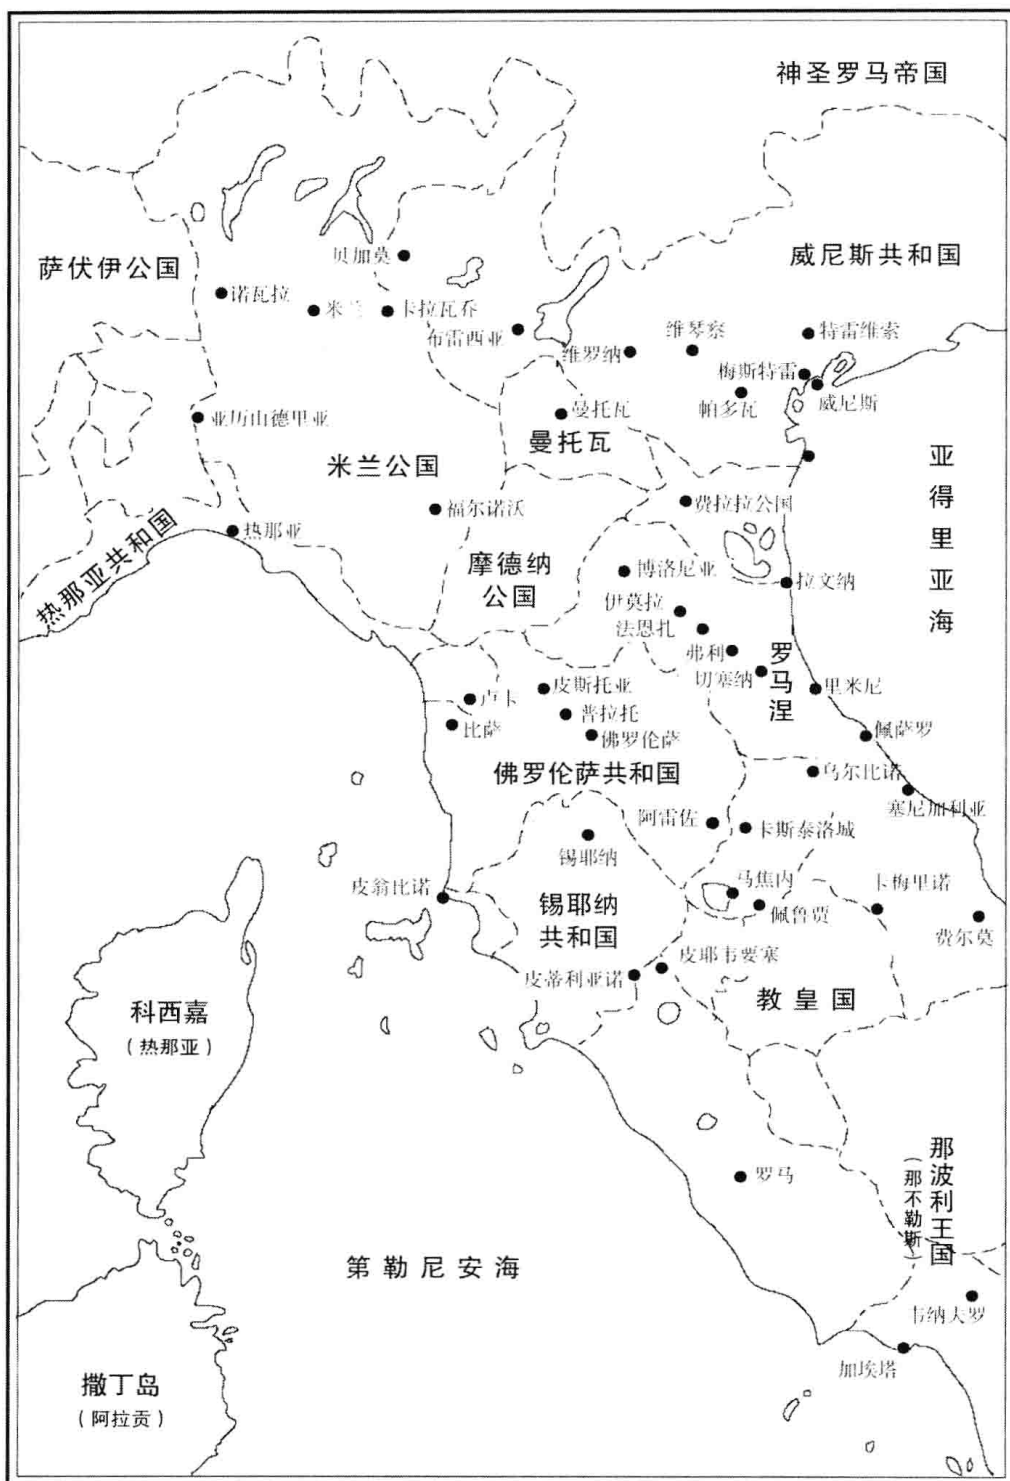 神圣罗马帝国
萨伏伊公国
威尼斯共和国
贝加莫
诺瓦拉
米兰
卡拉瓦乔
布雷西亚
维琴察
维罗纳
特雷维索
梅斯特雷
帕多瓦
威尼斯
亚历山德里亚
曼托瓦
曼托瓦
米兰公国
亚得里亚海
福尔诺沃
费拉拉公国
热那亚
热那亚共和国
摩德纳
公国
博洛尼亚
拉文纳
伊莫拉
法恩扎
弗利
切塞纳
罗马涅
里米尼
皮斯托亚
卢卡
普拉托
比萨
佛罗伦萨
佩萨罗
佛罗伦萨共和国
乌尔比诺
塞尼加利亚
阿雷佐
卡斯泰洛城
锡耶纳
皮翁比诺
马焦内
卡梅里诺
锡耶纳
共和国
佩鲁贾
费尔莫
皮耶韦要塞
皮蒂利亚诺
教皇国
科西嘉
（热那亚）
罗马
那波利王国
（那不勒斯）
第勒尼安海
韦纳夫罗
加埃塔
撒丁岛
（阿拉贡）